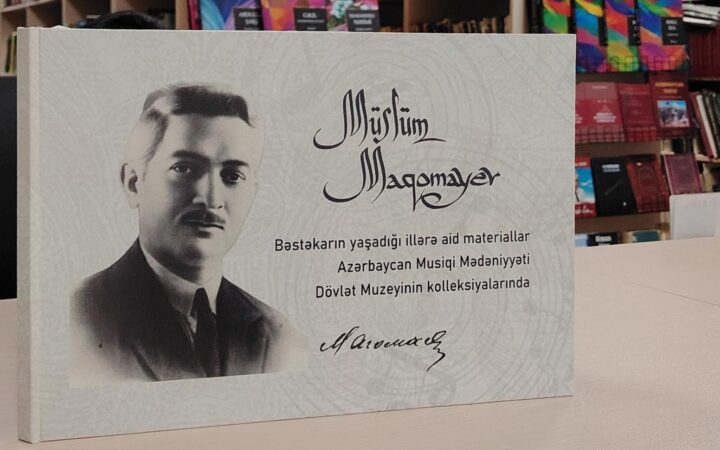 Müslüm
Maqomayev
Bəstəkarın yaşadığı illərə aid materiallar
Azərbaycan Musiqi Mədəniyyəti
Dövlət Muzeyinin kolleksiyalarında